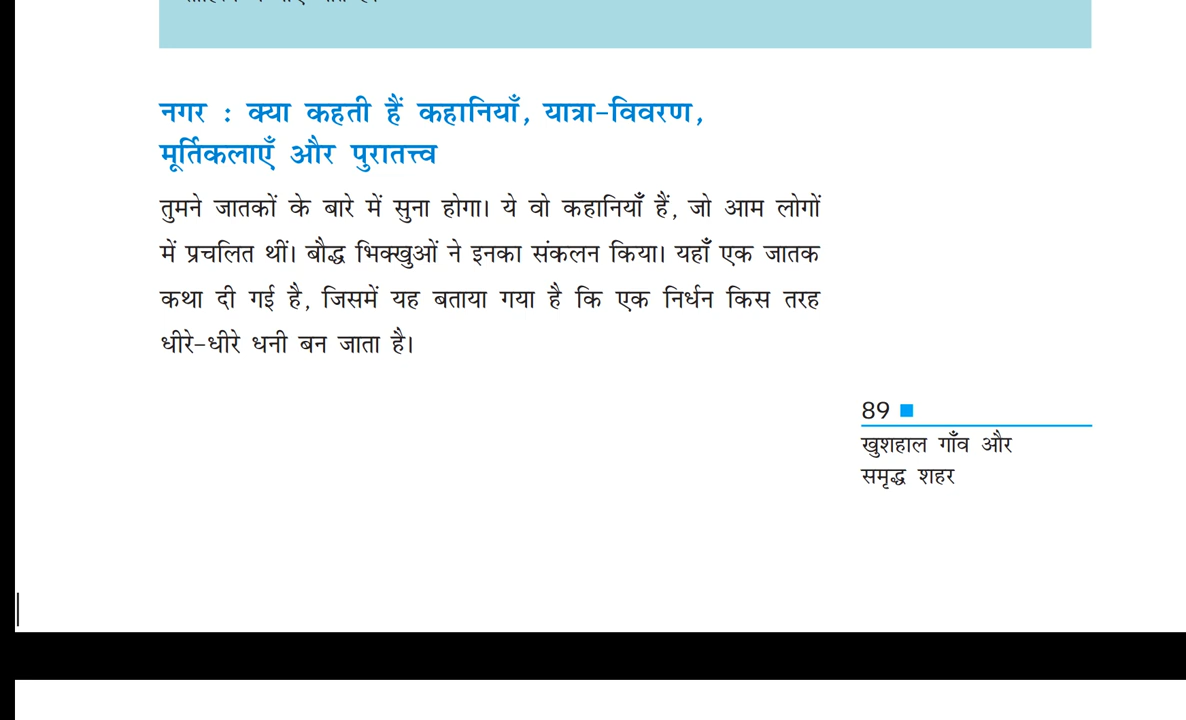 नगर : क्या कहती हैं कहानियाँ, यात्रा-विवरण,
मूर्तिकलाएँ और पुरातत्त्व
तुमने जातकों के बारे में सुना होगा। ये वो कहानियाँ हैं, जो आम लोगों
में प्रचलित थीं। बौद्ध भिक्खुओं ने इनका संकलन किया। यहाँ एक जातक
कथा दी गई है, जिसमें यह बताया गया है कि एक निर्धन किस तरह
धीरे-धीरे धनी बन जाता है।
89
खुशहाल गाँव और
समृद्ध शहर